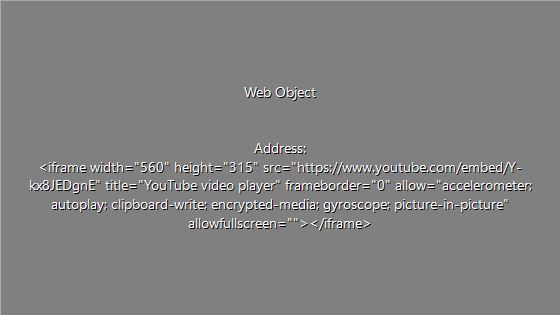 Web Object
Address:
<iframe width="560" height="315" src="https://www.youtube.com/embed/Y-
kx8JEDgnE" title="YouTube video player" frameborder="0" allow="accelerometer;
autoplay; clipboard-write; encrypted-media; gyroscope; picture-in-picture"
allowfullscreen=""></iframe>